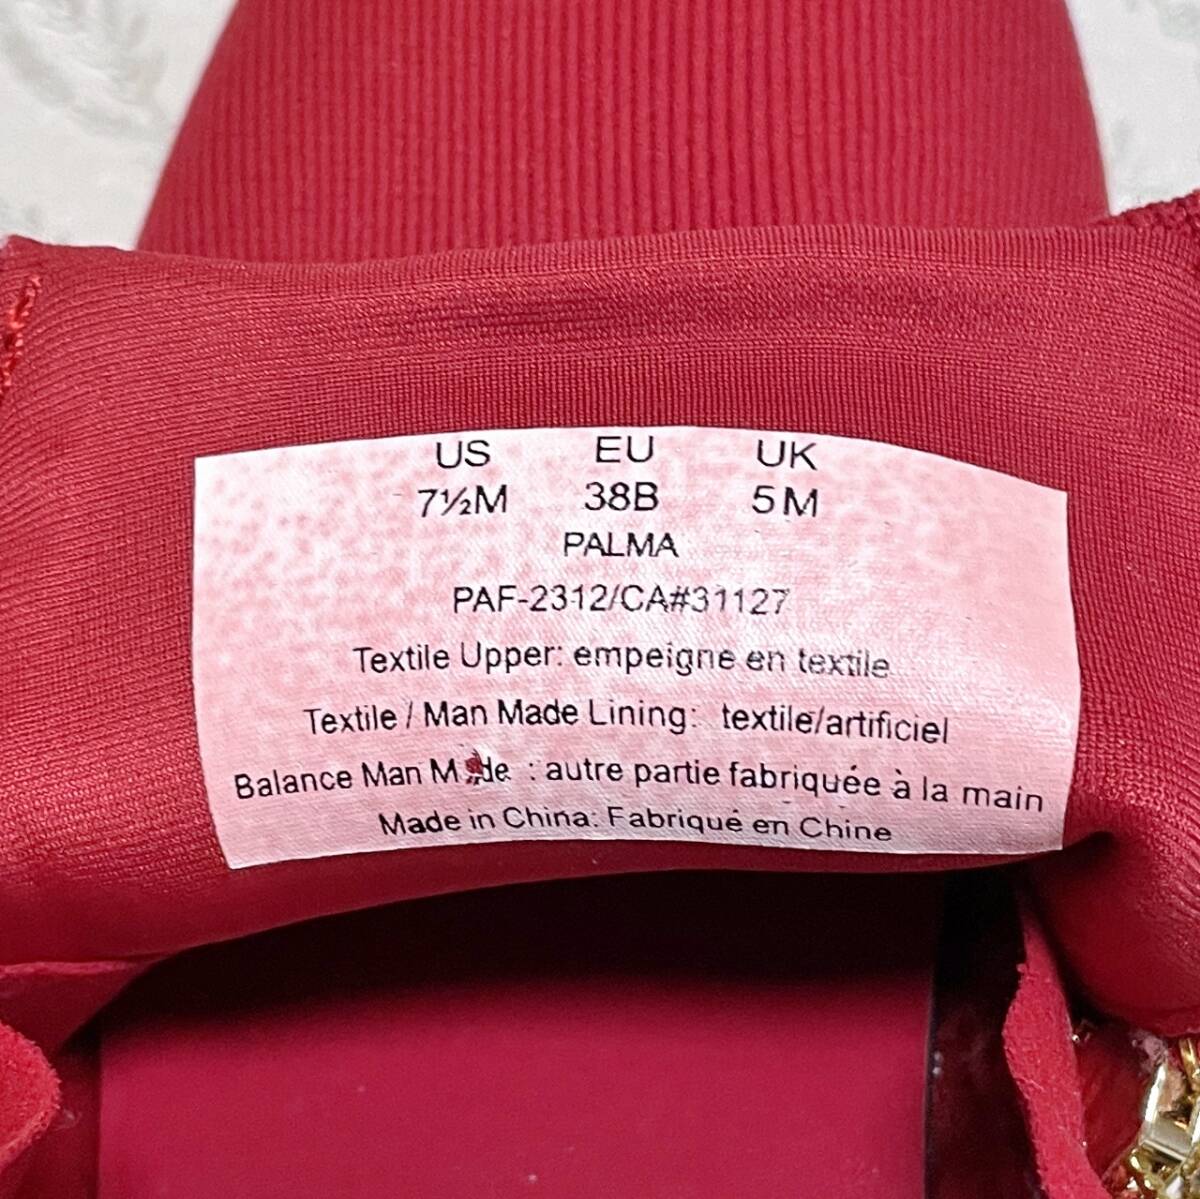 US EU UK
7½M 38B 5M
PALMA
PAF-2312/CA#31127
Textile Upper: empeigne en textile
Textile / Man Made Lining: textile/artificiel
Balance Man Made : autre partie fabriquée à la main
Made in China: Fabriqué en Chine